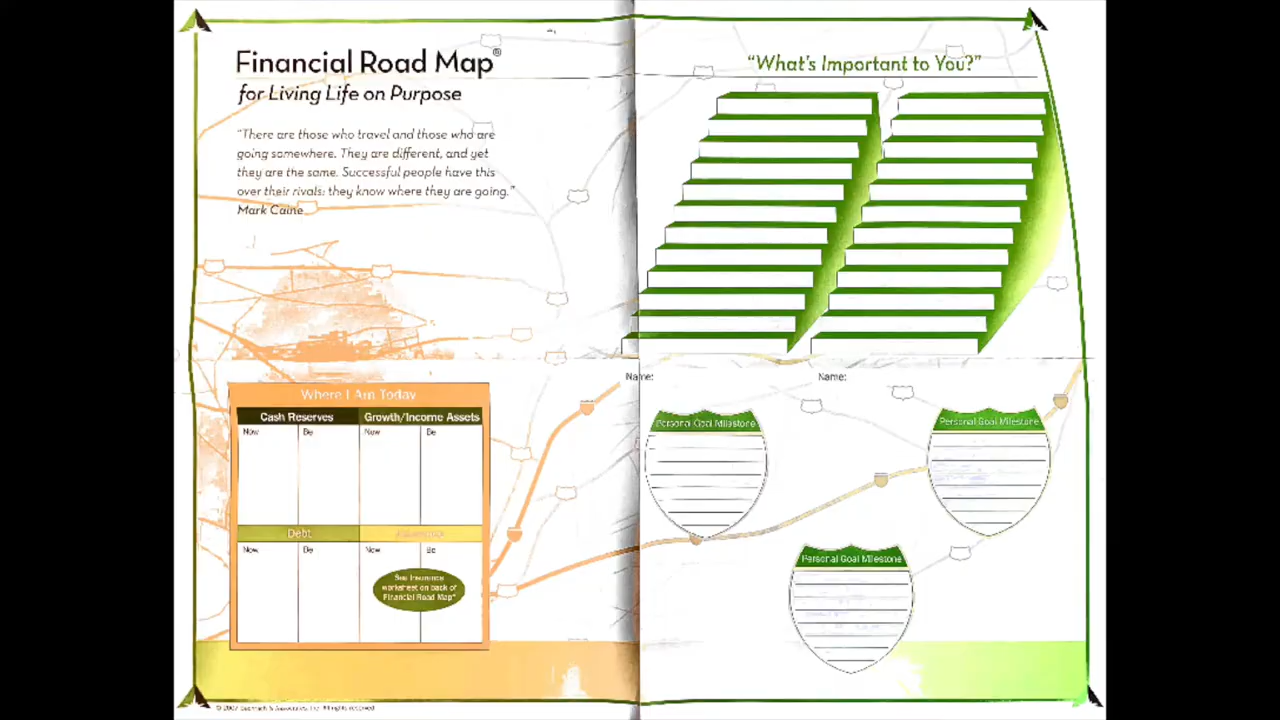 Financial Road Map®
for Living Life on Purpose
"There are those who travel and those who are
going somewhere. They are different, and yet
they are the same. Successful people have this
over their rivals: they know where they are going."
Mark Caine
"What's Important to You?"
Name:
Name:
Where I Am Today
Cash Reserves
Growth/Income Assets
Now
Be
Now
Be
Debt
Now
Be
Now
Be
See Insurance
worksheet on back of
Financial Road Map®
Personal Goal Milestone
Personal Goal Milestone
Personal Goal Milestone
Inc. All rights reserved